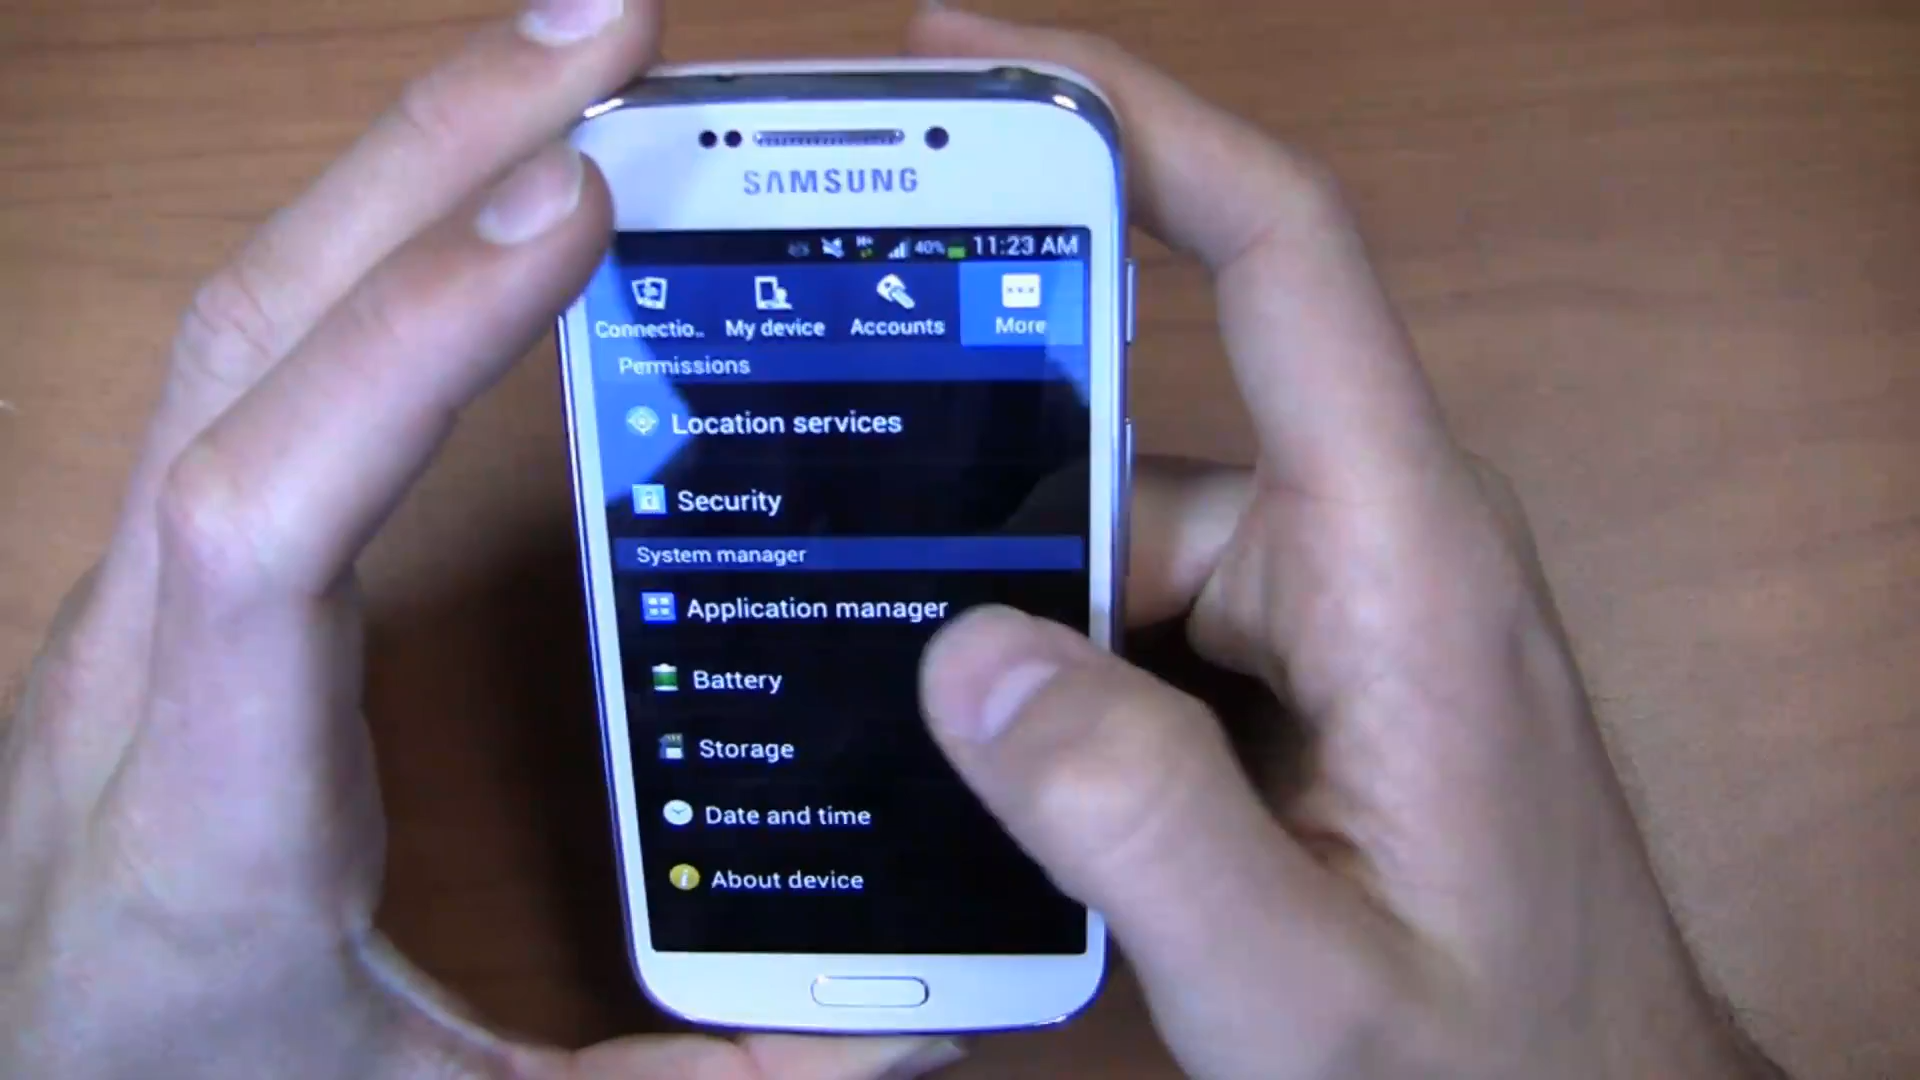 SAMSUNG
40% 11:23 AM
Connectio.. My device Accounts More
Permissions
Location services
Security
System manager
Application manager
Battery
Storage
Date and time
About device